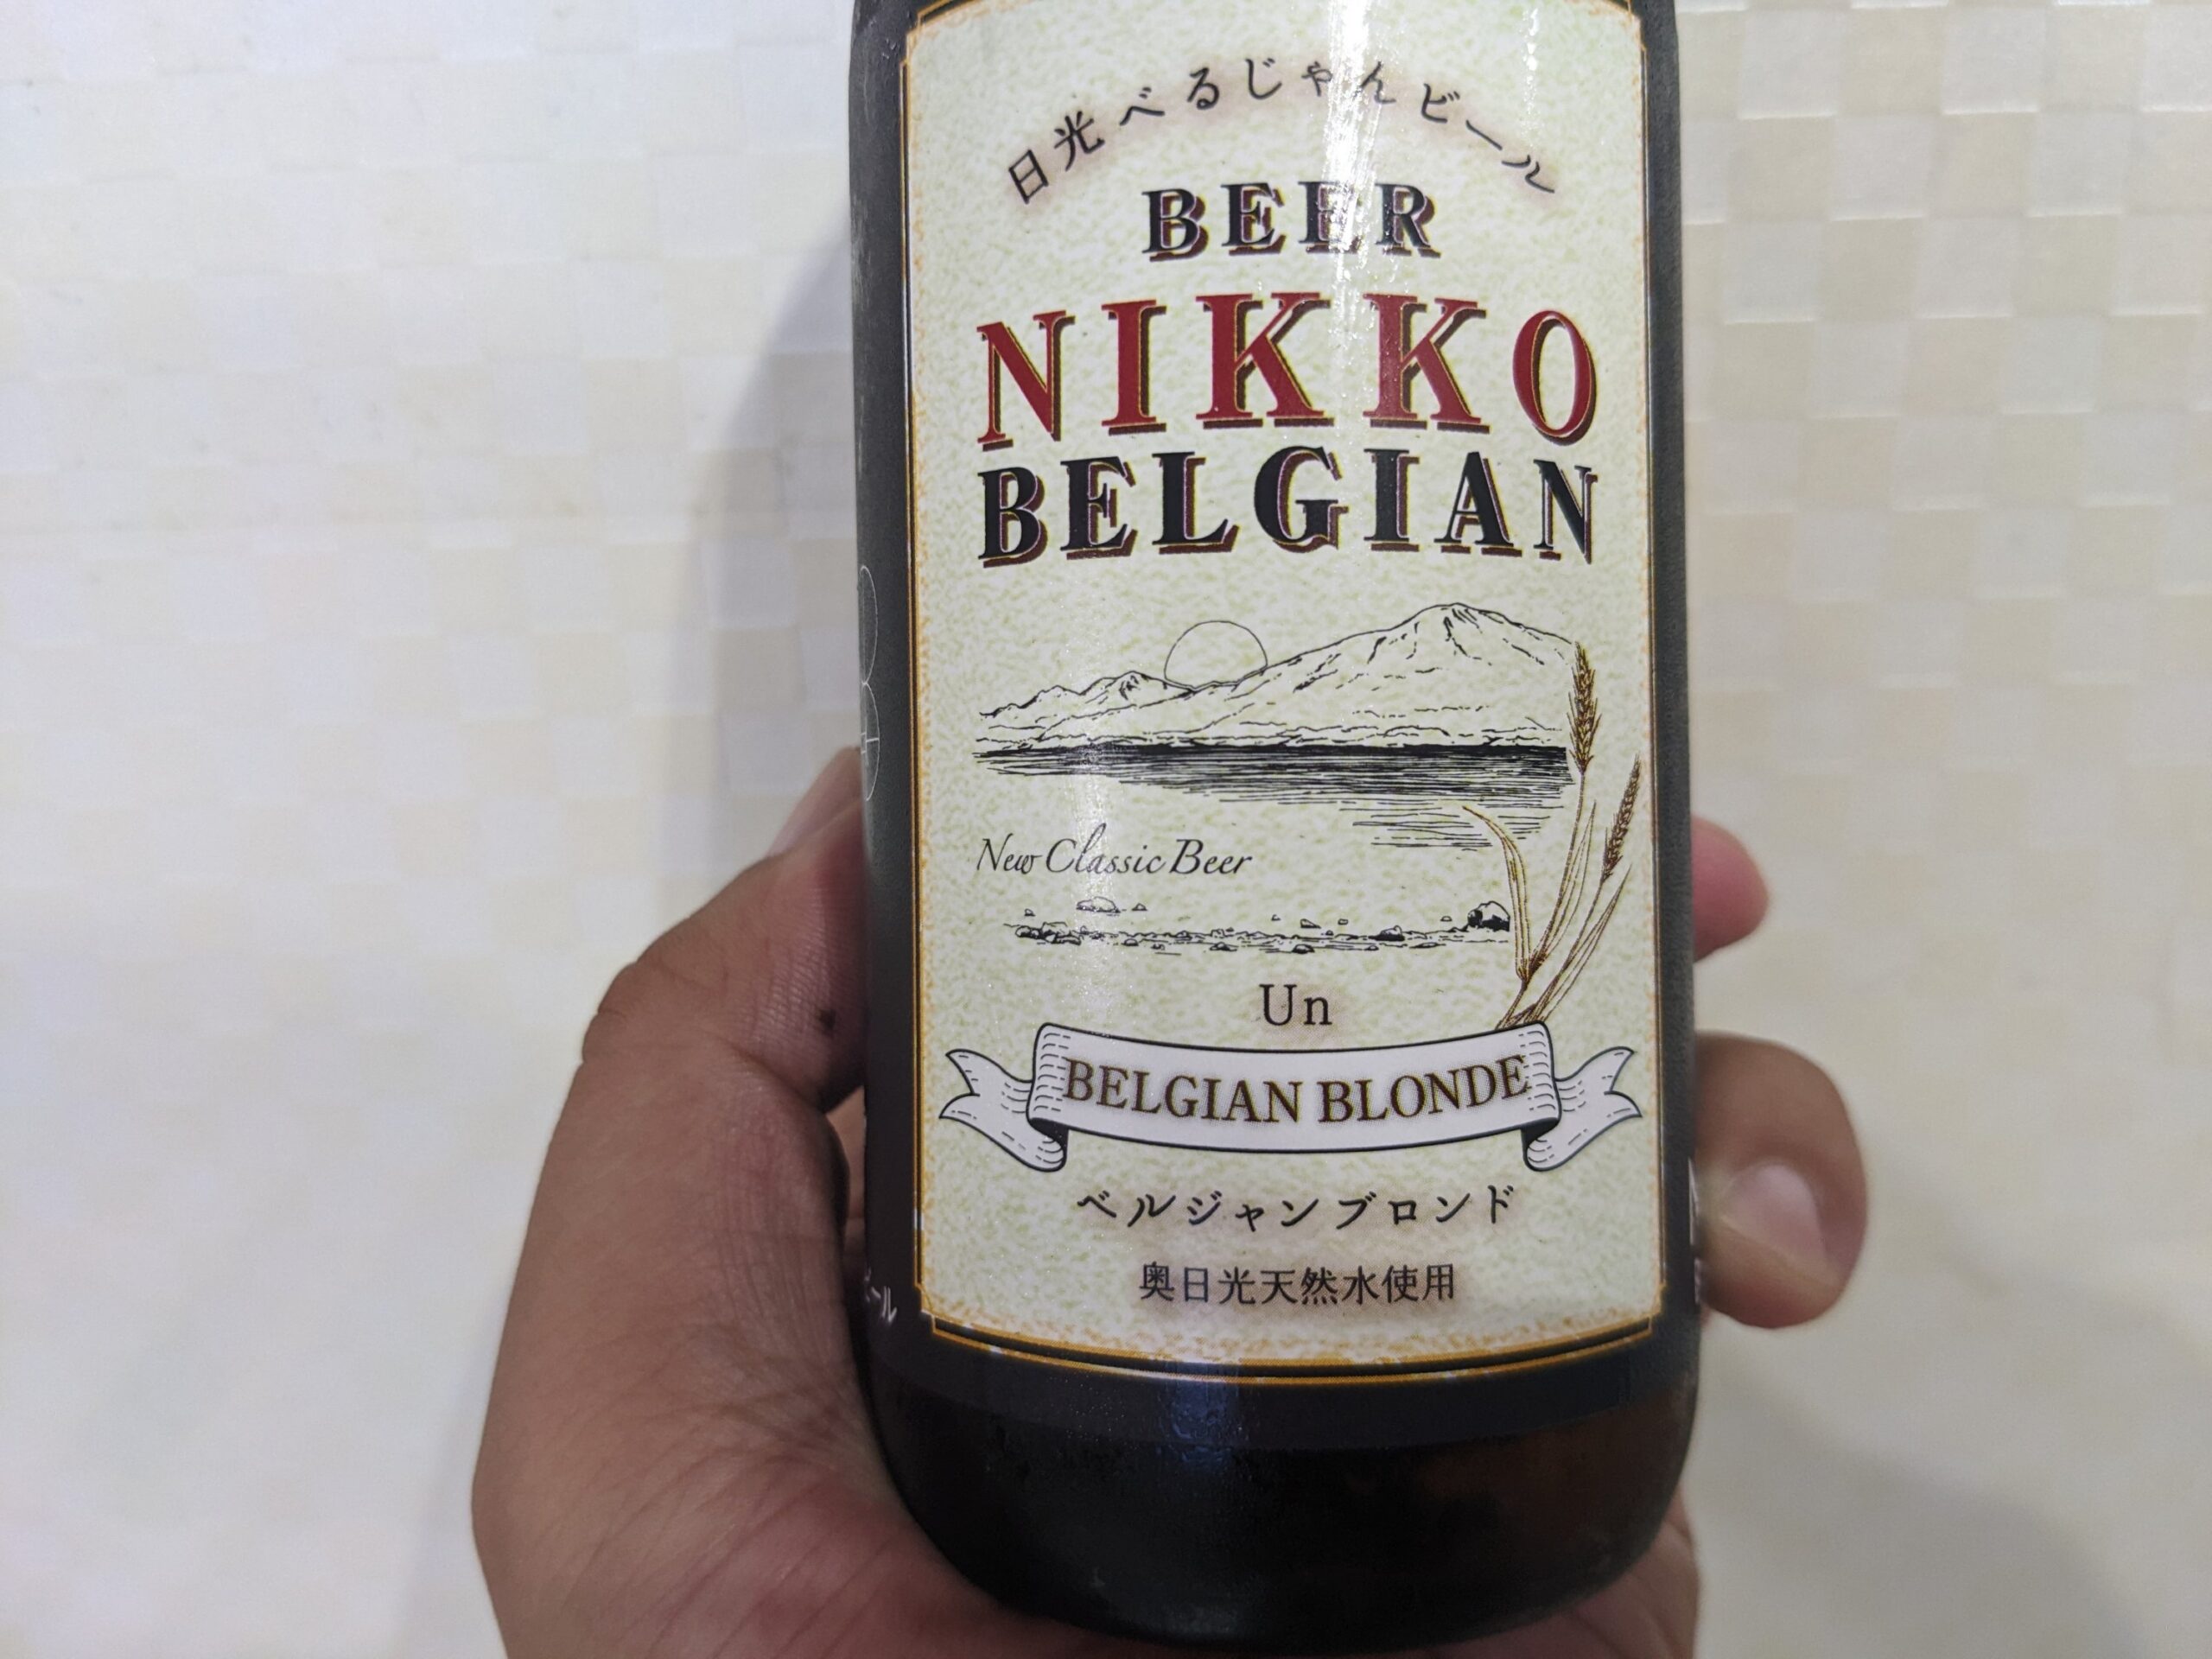 日光べるじゃんビール
BEER
NIKKO
BELGIAN
New Classic Beer
Un
BELGIAN BLONDE
ベルジャンブロンド
奥日光天然水使用